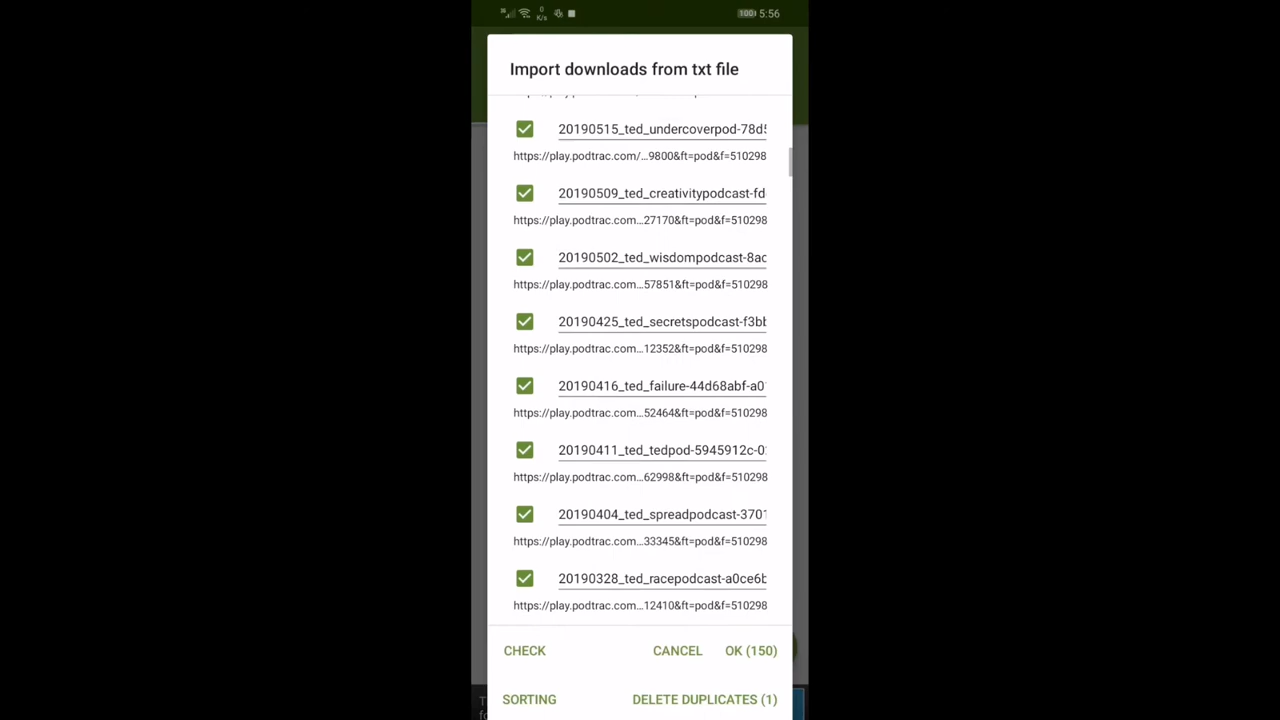 0
K/s
100 5:56
Import downloads from txt file
20190515_ted_undercoverpod-78d5
https://play.podtrac.com/...9800&ft=pod&f=510298
20190509_ted_creativitypodcast-fd
https://play.podtrac.com...27170&ft=pod&f=510298
20190502_ted_wisdompodcast-8ac
https://play.podtrac.com...57851&ft=pod&f=510298
20190425_ted_secretspodcast-f3bb
https://play.podtrac.com...12352&ft=pod&f=510298
20190416_ted_failure-44d68abf-a0
https://play.podtrac.com...52464&ft=pod&f=510298
20190411_ted_tedpod-5945912c-0
https://play.podtrac.com...62998&ft=pod&f=510298
20190404_ted_spreadpodcast-3701
https://play.podtrac.com...33345&ft=pod&f=510298
20190328_ted_racepodcast-a0ce6b
https://play.podtrac.com...12410&ft=pod&f=510298
CHECK CANCEL OK (150)
SORTING DELETE DUPLICATES (1)